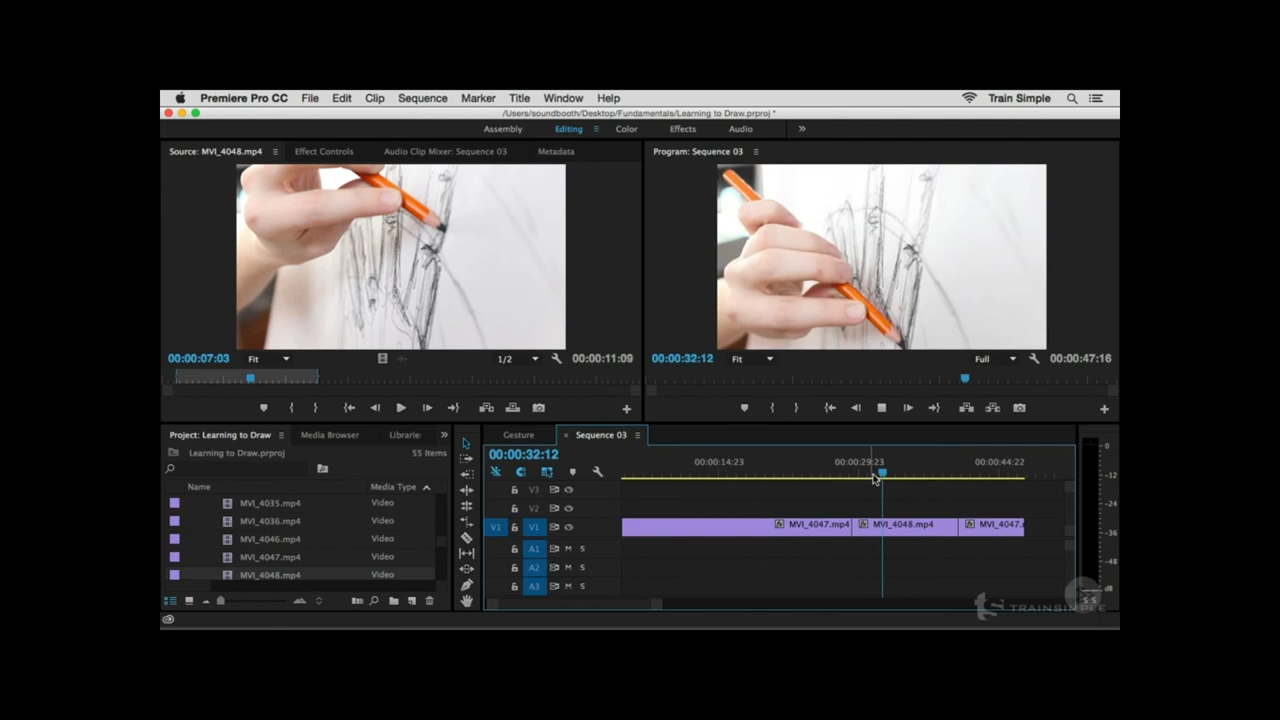 Premiere Pro CC File Edit Clip Sequence Marker Title Window Help Train Simple
/Users/soundbooth/Desktop/Fundamentals/Learning to Draw.prproj *
Assembly Editing Color Effects Audio
Source: MVI_4048.mp4 Effect Controls Audio Clip Mixer: Sequence 03 Metadata Program: Sequence 03
00:00:07:03 Fit 1/2 00:00:11:09 00:00:32:12 Fit Full 00:00:47:16
Project: Learning to Draw Media Browser Librarie: Gesture × Sequence 03
Learning to Draw.prproj 55 Items 00:00:32:12
00:00:14:23 00:00:29:23 00:00:44:22
Name Media Type
MVI_4035.mp4 Video V3
MVI_4036.mp4 Video V2
V1 V1 fx MVI_4047.mp4 fx MVI_4048.mp4 fx MVI_4047.
MVI_4046.mp4 Video
A1 M S
MVI_4047.mp4 Video A2 M S
MVI_4048.mp4 Video A3 M S
0
-12
-24
-36
-48
dB
S S
TRAINSIMPLE